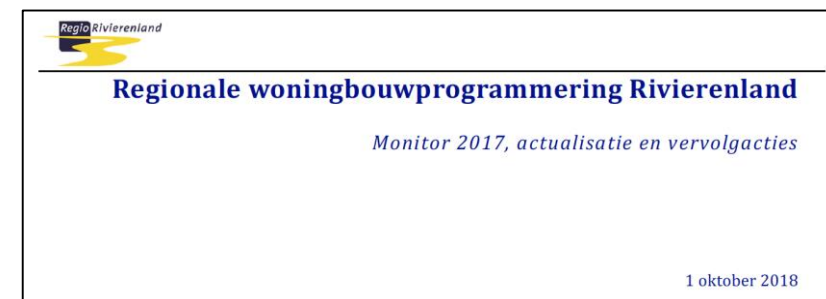 Regio Rivierenland
Regionale woningbouwprogrammering Rivierenland
Monitor 2017, actualisatie en vervolgacties
1 oktober 2018